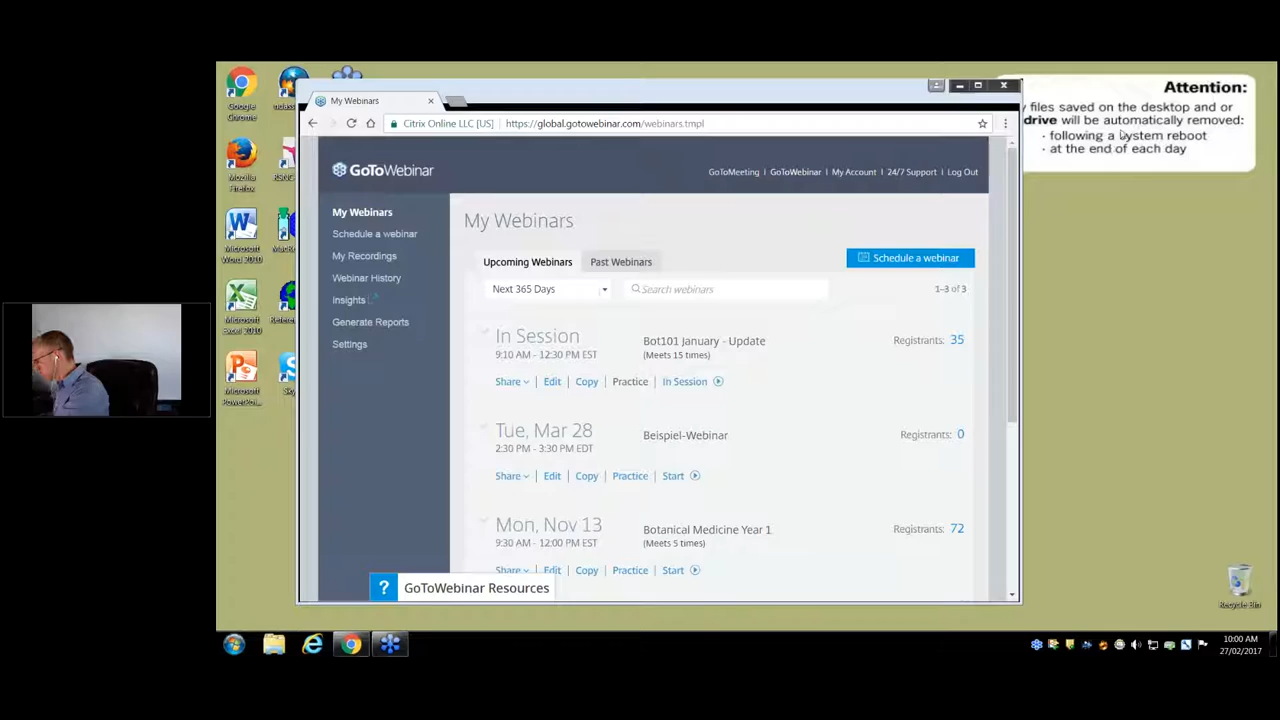 Google
Chrome
Mozilla
Firefox
Microsoft
Word 2010
Microsoft
Excel 2010
Microsoft
PowerPoi...
My Webinars
Citrix Online LLC [US]
https://global.gotowebinar.com/webinars.tmpl
GoToWebinar
GoToMeeting | GoToWebinar | My Account | 24/7 Support | Log Out
My Webinars
Schedule a webinar
My Recordings
Webinar History
Insights
Generate Reports
Settings
My Webinars
Upcoming Webinars
Past Webinars
Schedule a webinar
Next 365 Days
Search webinars
1–3 of 3
In Session
9:10 AM - 12:30 PM EST
Bot101 January - Update
(Meets 15 times)
Registrants: 35
Share | Edit | Copy | Practice | In Session
Tue, Mar 28
2:30 PM - 3:30 PM EDT
Beispiel-Webinar
Registrants: 0
Share | Edit | Copy | Practice | Start
Mon, Nov 13
9:30 AM - 12:00 PM EST
Botanical Medicine Year 1
(Meets 5 times)
Registrants: 72
Share | Edit | Copy | Practice | Start
? GoToWebinar Resources
Attention:
files saved on the desktop and or
drive will be automatically removed:
- following a system reboot
- at the end of each day
Recycle Bin
10:00 AM
27/02/2017